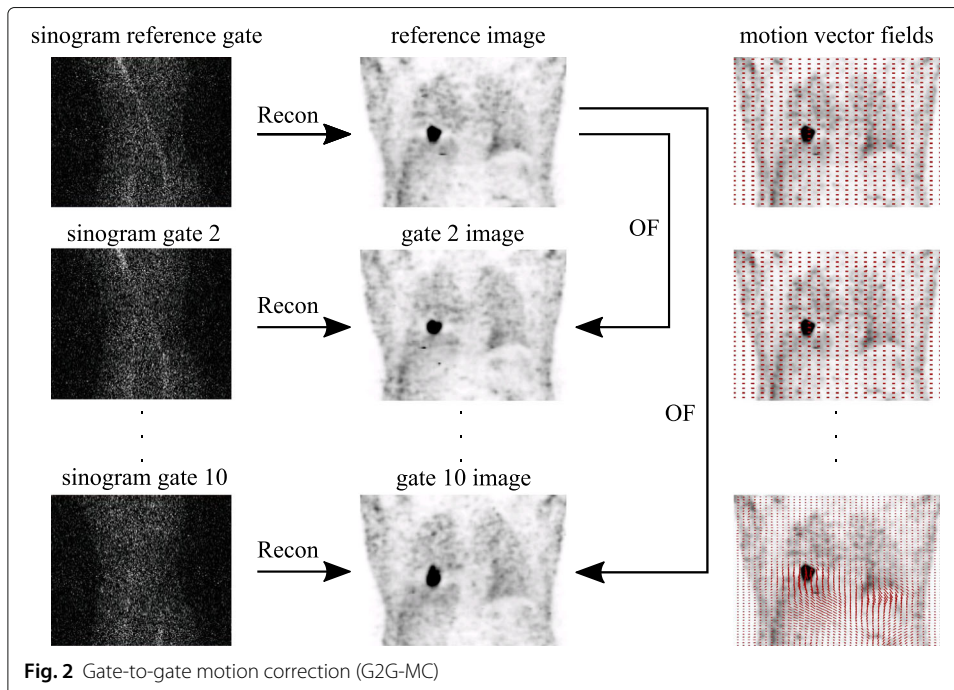 sinogram reference gate
reference image
motion vector fields
Recon
OF
sinogram gate 2
gate 2 image
Recon
OF
sinogram gate 10
gate 10 image
Recon
Fig. 2 Gate-to-gate motion correction (G2G-MC)